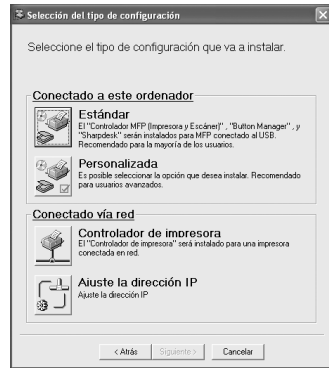 Selección del tipo de configuración
Seleccione el tipo de configuración que va a instalar.
Conectado a este ordenador
Estándar
El "Controlador MFP (Impresora y Escáner)" , "Button Manager" , y
"Sharpdesk" serán instalados para MFP conectado al USB.
Recomendado para la mayoría de los usuarios.
Personalizada
Es posible seleccionar la opción que desea instalar. Recomendado
para usuarios avanzados.
Conectado vía red
Controlador de impresora
El "Controlador de impresora" será instalado para una impresora
conectada en red.
Ajuste la dirección IP
Ajuste la dirección IP
< Atrás
Siguiente >
Cancelar